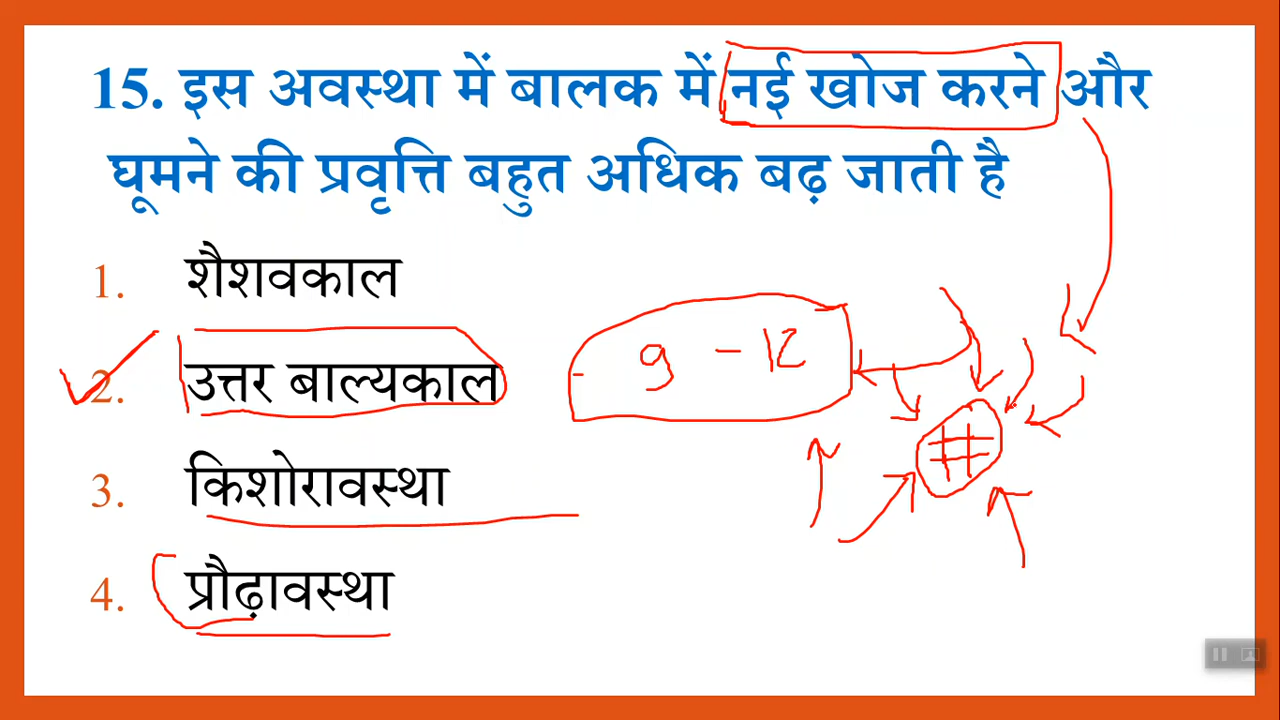 15. इस अवस्था में बालक में नई खोज करने और
घूमने की प्रवृत्ति बहुत अधिक बढ़ जाती है
1. शैशवकाल
2. उत्तर बाल्यकाल
9 - 12
3. किशोरावस्था
4. प्रौढ़ावस्था